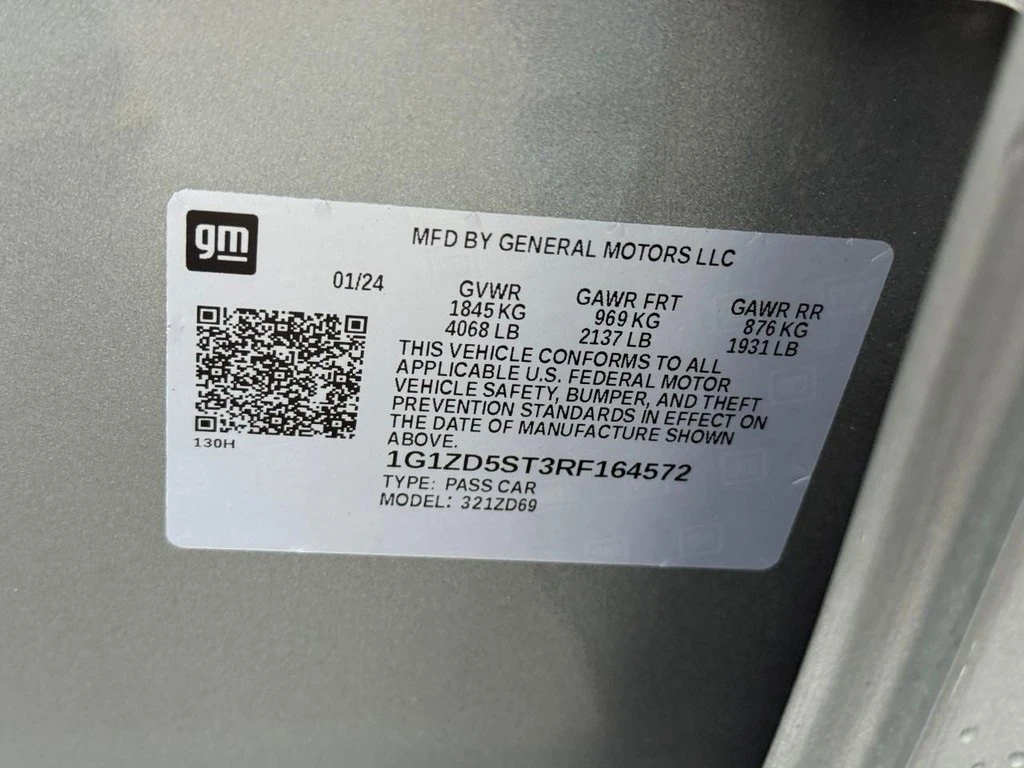 gm
MFD BY GENERAL MOTORS LLC
01/24
GVWR
1845 KG
4068 LB
GAWR FRT
969 KG
2137 LB
GAWR RR
876 KG
1931 LB
THIS VEHICLE CONFORMS TO ALL
APPLICABLE U.S. FEDERAL MOTOR
VEHICLE SAFETY, BUMPER, AND THEFT
PREVENTION STANDARDS IN EFFECT ON
THE DATE OF MANUFACTURE SHOWN
ABOVE.
130H
1G1ZD5ST3RF164572
TYPE: PASS CAR
MODEL: 321ZD69